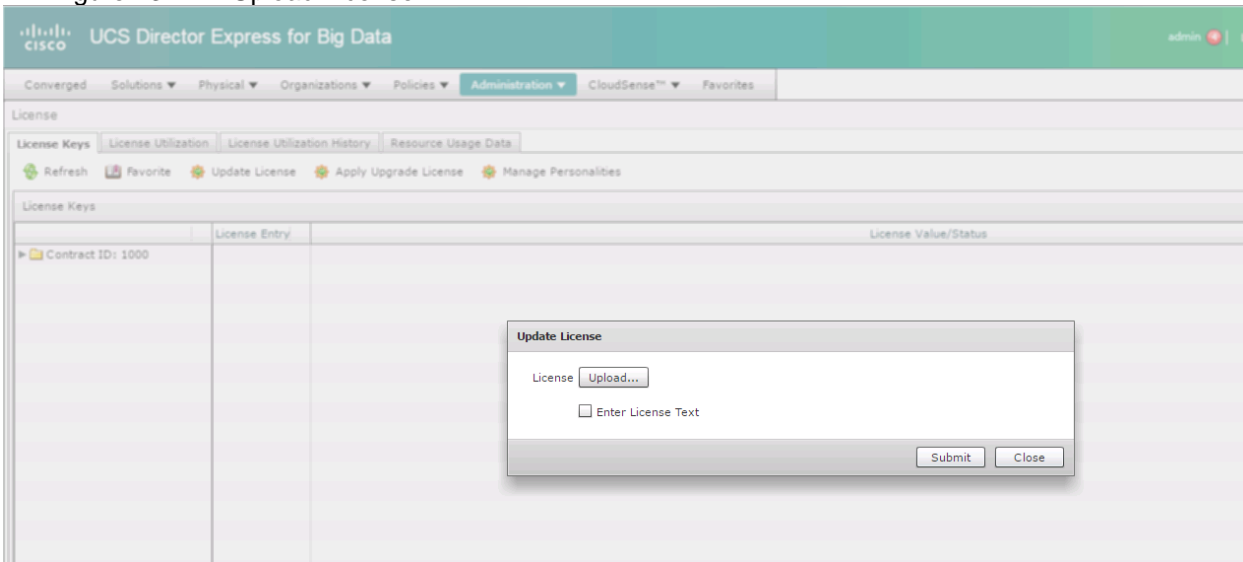 CISCO UCS Director Express for Big Data admin
Converged Solutions Physical Organizations Policies Administration CloudSense™ Favorites
License
License Keys License Utilization License Utilization History Resource Usage Data
Refresh Favorite Update License Apply Upgrade License Manage Personalities
License Keys
License Entry License Value/Status
Contract ID: 1000
Update License
License Upload...
Enter License Text
Submit Close